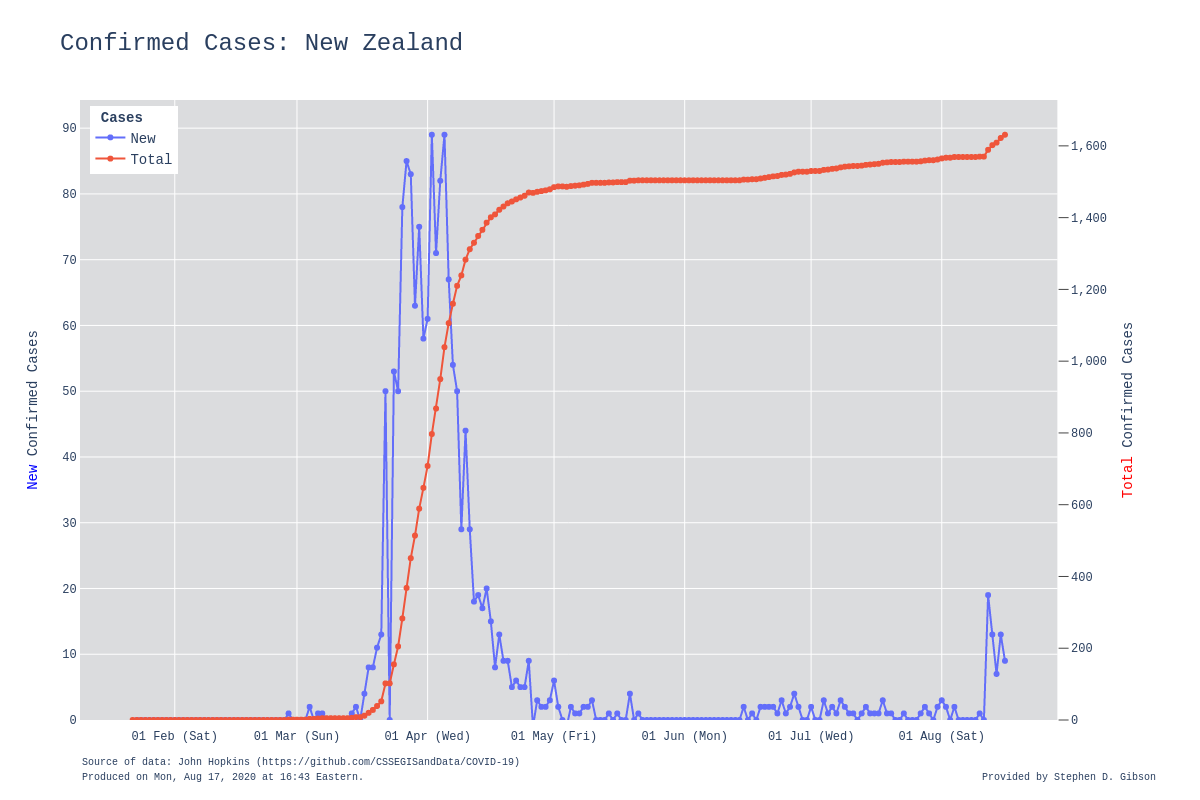 Confirmed Cases: New Zealand
Cases
New
Total
90
80
70
60
50
40
30
20
10
0
New Confirmed Cases
1,600
1,400
1,200
1,000
800
600
400
200
0
Total Confirmed Cases
01 Feb (Sat) 01 Mar (Sun) 01 Apr (Wed) 01 May (Fri) 01 Jun (Mon) 01 Jul (Wed) 01 Aug (Sat)
Source of data: John Hopkins (https://github.com/CSSEGISandData/COVID-19)
Produced on Mon, Aug 17, 2020 at 16:43 Eastern.
Provided by Stephen D. Gibson